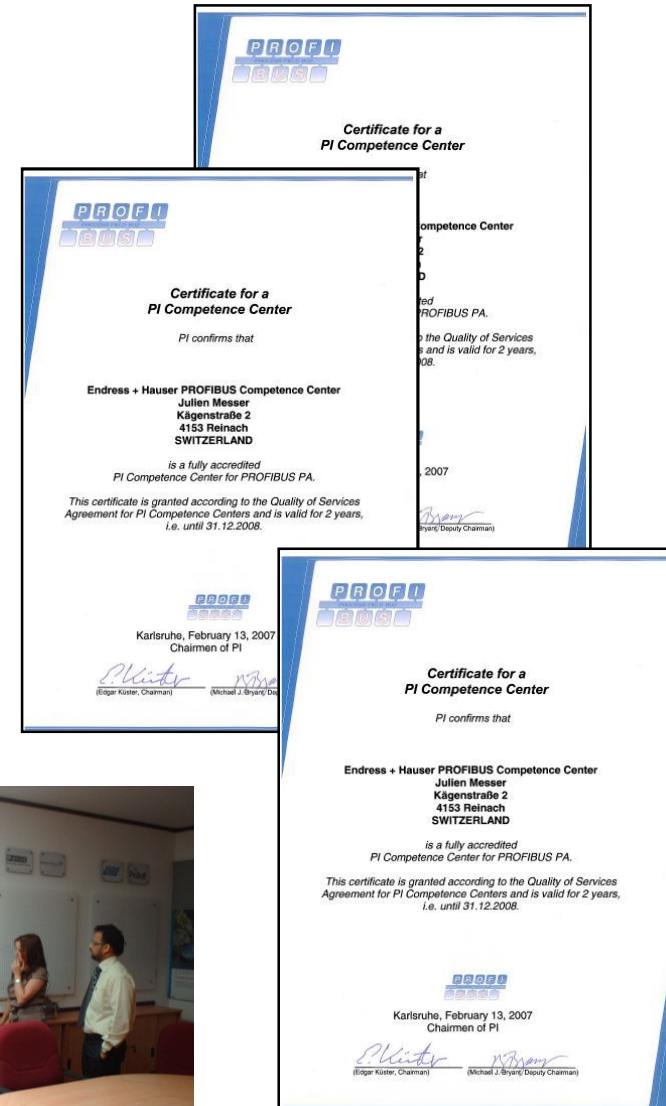 PROFI
BUS
Certificate for a
PI Competence Center
ompetence Center
2
D
ROFIBUS PA.
the Quality of Services
and is valid for 2 years,
2007
Deputy Chairman)
PROFI
BUS
Certificate for a
PI Competence Center
PI confirms that
Endress + Hauser PROFIBUS Competence Center
Julien Messer
Kägenstraße 2
4153 Reinach
SWITZERLAND
is a fully accredited
PI Competence Center for PROFIBUS PA.
This certificate is granted according to the Quality of Services
Agreement for PI Competence Centers and is valid for 2 years,
i.e. until 31.12.2008.
PROFI
BUS
Karlsruhe, February 13, 2007
Chairmen of PI
(Edgar Küster, Chairman) (Michael J. Bryant/Dep
PROFI
BUS
Certificate for a
PI Competence Center
PI confirms that
Endress + Hauser PROFIBUS Competence Center
Julien Messer
Kägenstraße 2
4153 Reinach
SWITZERLAND
is a fully accredited
PI Competence Center for PROFIBUS PA.
This certificate is granted according to the Quality of Services
Agreement for PI Competence Centers and is valid for 2 years,
i.e. until 31.12.2008.
PROFI
BUS
Karlsruhe, February 13, 2007
Chairmen of PI
(Edgar Küster, Chairman) (Michael J. Bryant/Deputy Chairman)